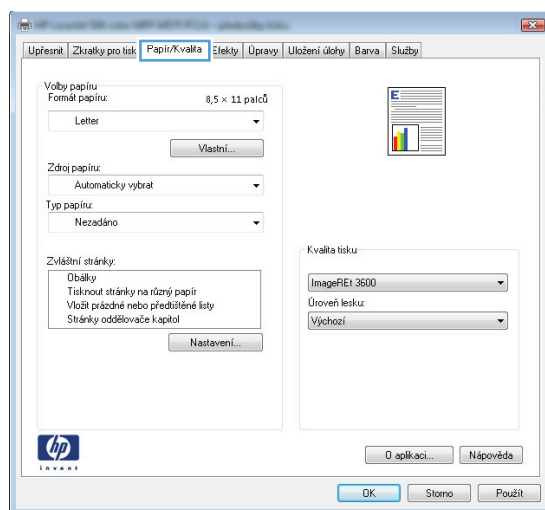 Upřesnit Zkratky pro tisk Papír/Kvalita Efekty Úpravy Uložení úlohy Barva Služby
Volby papíru
Formát papíru: 8,5 × 11 palců
Letter
Vlastní...
Zdroj papíru:
Automaticky vybrat
Typ papíru:
Nezadáno
Zvláštní stránky:
Obálky
Tisknout stránky na různý papír
Vložit prázdné nebo předtištěné listy
Stránky oddělovače kapitol
Nastavení...
E
Kvalita tisku
ImageREt 3600
Úroveň lesku:
Výchozí
hp
invent
O aplikaci... Nápověda
OK Storno Použít